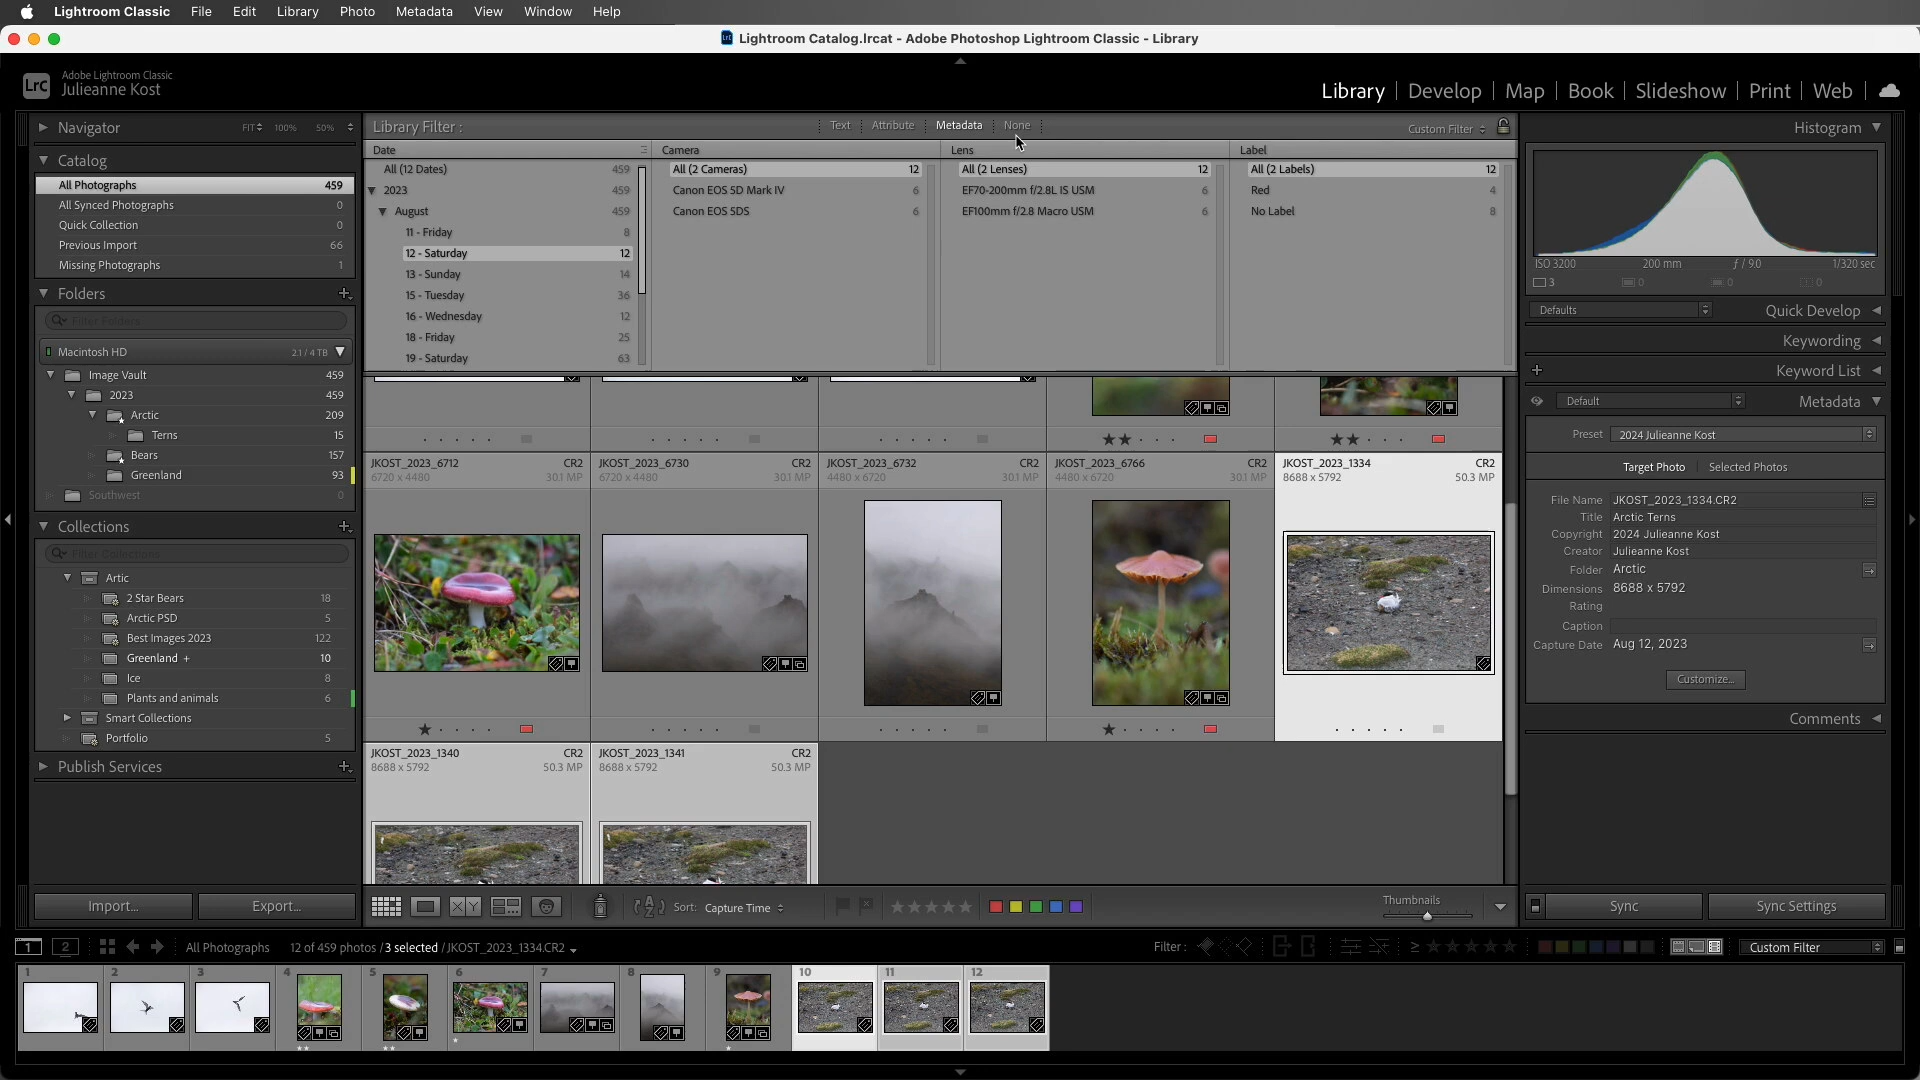 Lightroom Classic File Edit Library Photo Metadata View Window Help
Lightroom Catalog.lrcat - Adobe Photoshop Lightroom Classic - Library
LrC
Adobe Lightroom Classic
Julieanne Kost
Library Develop Map Book Slideshow Print Web
Navigator FIT 100% 50%
Catalog
All Photographs 459
All Synced Photographs 0
Quick Collection 0
Previous Import 66
Missing Photographs 1
Folders
Filter Folders
Macintosh HD 2.1 / 4 TB
Image Vault 459
2023 459
Arctic 209
Terns 15
Bears 157
Greenland 93
Southwest 0
Collections
Filter Collections
Artic
2 Star Bears 18
Arctic PSD 5
Best Images 2023 122
Greenland + 10
Ice 8
Plants and animals 6
Smart Collections
Portfolio 5
Publish Services
Import... Export...
Library Filter : Text Attribute Metadata None Custom Filter
Date Camera Lens Label
All (12 Dates) 459
2023 459
August 459
11 - Friday 8
12 - Saturday 12
13 - Sunday 14
15 - Tuesday 36
16 - Wednesday 12
18 - Friday 25
19 - Saturday 63
All (2 Cameras) 12
Canon EOS 5D Mark IV 6
Canon EOS 5DS 6
All (2 Lenses) 12
EF70-200mm f/2.8L IS USM 6
EF100mm f/2.8 Macro USM 6
All (2 Labels) 12
Red 4
No Label 8
JKOST_2023_6712 CR2
6720 x 4480 30.1 MP
JKOST_2023_6730 CR2
6720 x 4480 30.1 MP
JKOST_2023_6732 CR2
4480 x 6720 30.1 MP
JKOST_2023_6766 CR2
4480 x 6720 30.1 MP
JKOST_2023_1334 CR2
8688 x 5792 50.3 MP
JKOST_2023_1340 CR2
8688 x 5792 50.3 MP
JKOST_2023_1341 CR2
8688 x 5792 50.3 MP
X Y Sort: Capture Time Thumbnails
Histogram
ISO 3200 200 mm ƒ / 9.0 1/320 sec
3 0 0 0
Defaults Quick Develop
Keywording
Keyword List
Default Metadata
Preset 2024 Julieanne Kost
Target Photo Selected Photos
File Name JKOST_2023_1334.CR2
Title Arctic Terns
Copyright 2024 Julieanne Kost
Creator Julieanne Kost
Folder Arctic
Dimensions 8688 x 5792
Rating
Caption
Capture Date Aug 12, 2023
Customize...
Comments
Sync Sync Settings
1 2 All Photographs 12 of 459 photos / 3 selected / JKOST_2023_1334.CR2 Filter : ≥ Custom Filter
1 2 3 4 5 6 7 8 9 10 11 12